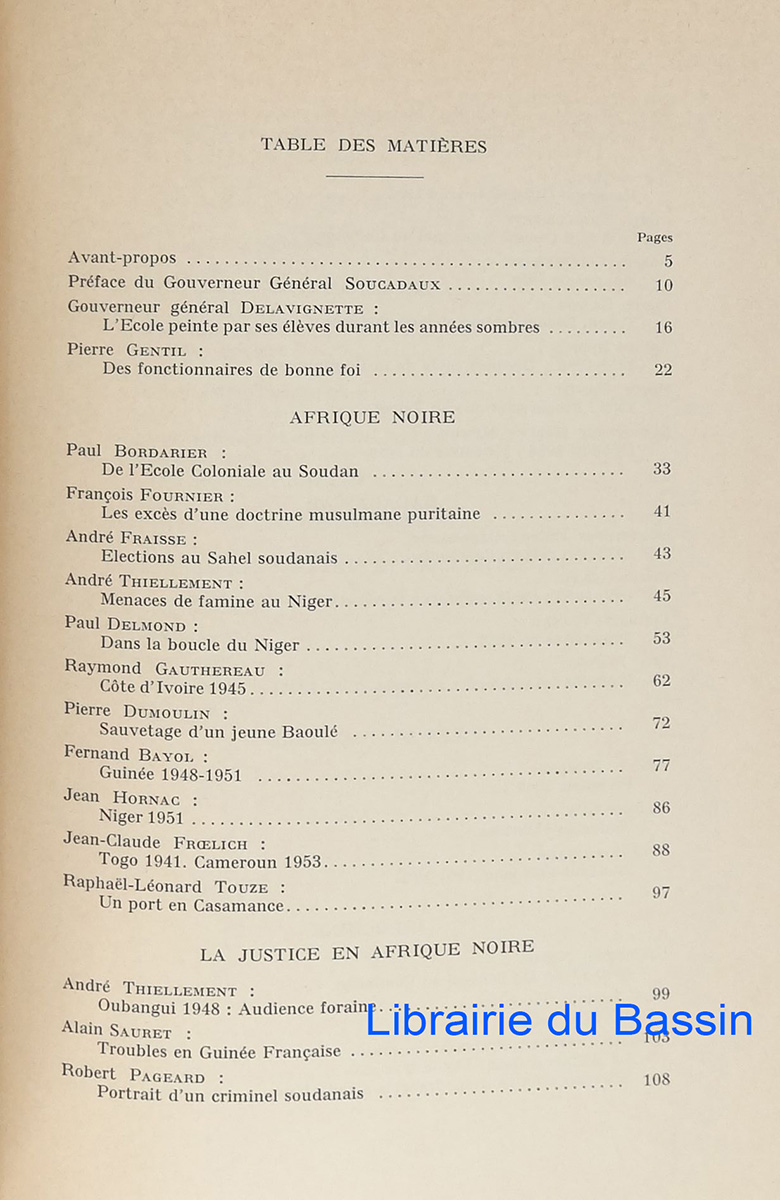 TABLE DES MATIÈRES
Pages
Avant-propos ........ 5
Préface du Gouverneur Général SOUCADAUX ........ 10
Gouverneur général DELAVIGNETTE :
L'Ecole peinte par ses élèves durant les années sombres ........ 16
Pierre GENTIL :
Des fonctionnaires de bonne foi ........ 22
AFRIQUE NOIRE
Paul BORDARIER :
De l'Ecole Coloniale au Soudan ........ 33
François FOURNIER :
Les excès d'une doctrine musulmane puritaine ........ 41
André FRAISSE :
Elections au Sahel soudanais ........ 43
André THIELLEMENT :
Menaces de famine au Niger ........ 45
Paul DELMOND :
Dans la boucle du Niger ........ 53
Raymond GAUTHEREAU :
Côte d'Ivoire 1945 ........ 62
Pierre DUMOULIN :
Sauvetage d'un jeune Baoulé ........ 72
Fernand BAYOL :
Guinée 1948-1951 ........ 77
Jean HORNAC :
Niger 1951 ........ 86
Jean-Claude FRŒLICH :
Togo 1941. Cameroun 1953 ........ 88
Raphaël-Léonard TOUZE :
Un port en Casamance ........ 97
LA JUSTICE EN AFRIQUE NOIRE
André THIELLEMENT :
Oubangui 1948 : Audience foraine ........ 99
Librairie du Bassin
Alain SAURET :
Troubles en Guinée Française ........ 103
Robert PAGEARD :
Portrait d'un criminel soudanais ........ 108